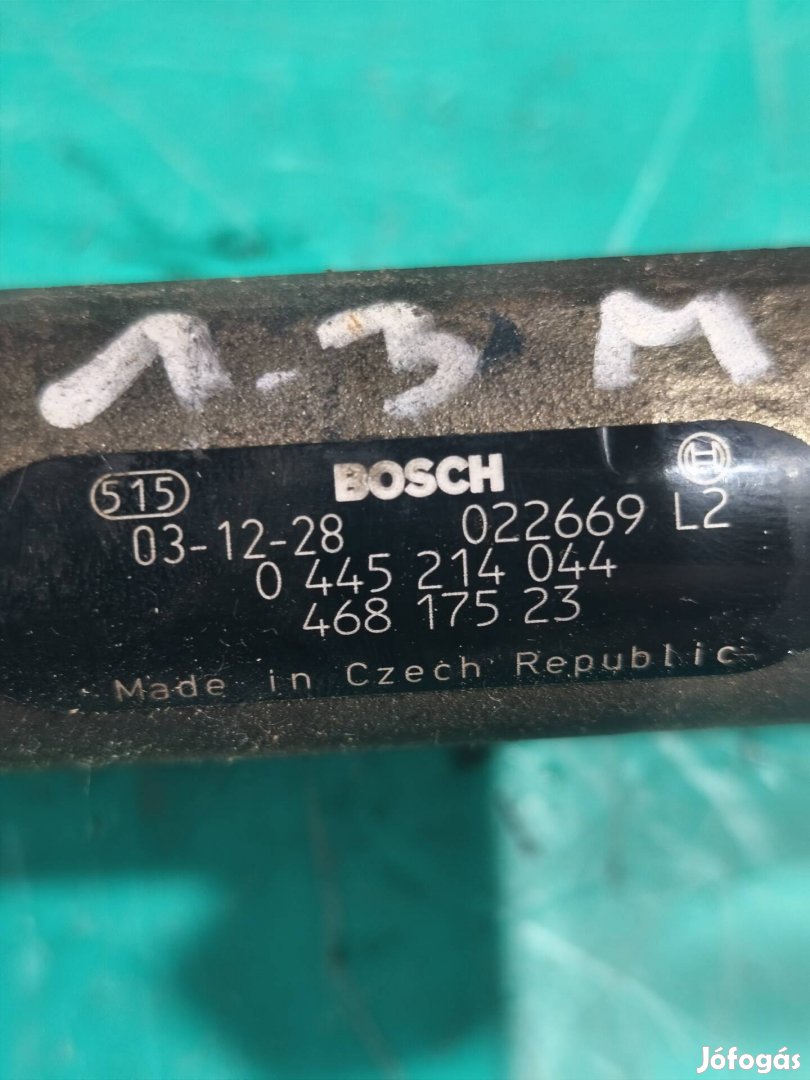 1.3 M
515 BOSCH
03-12-28 022669 L2
0 445 214 044
468 175 23
Made in Czech Republic
Jófogás